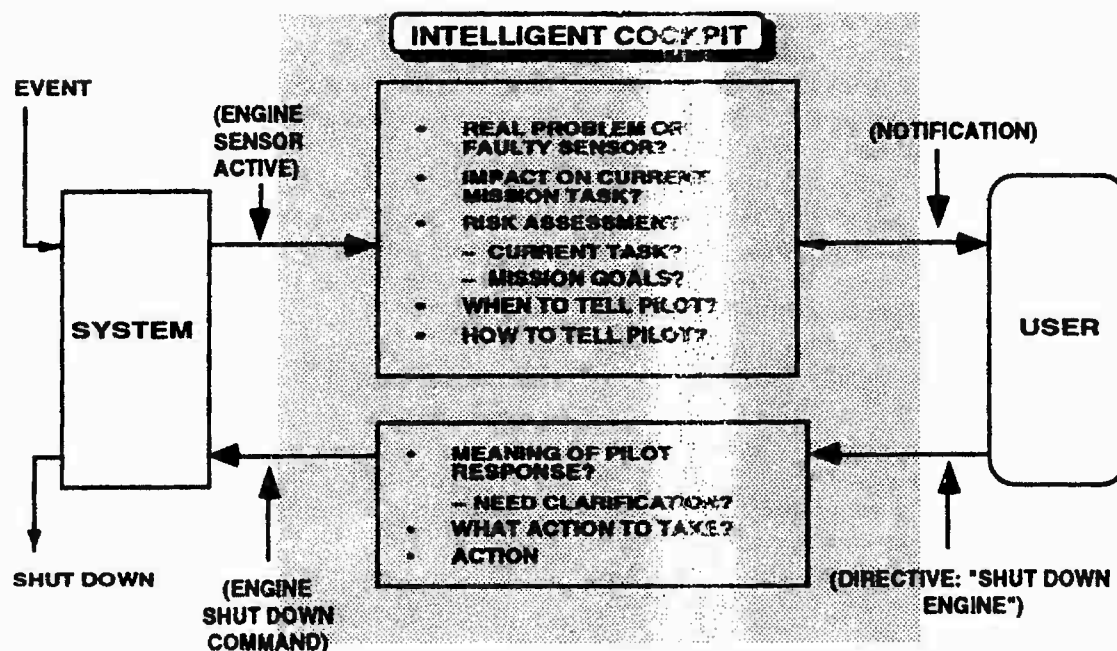 INTELLIGENT COCKPIT
EVENT
(ENGINE
SENSOR
ACTIVE)
• REAL PROBLEM OR
FAULTY SENSOR?
• IMPACT ON CURRENT
MISSION TASK?
• RISK ASSESSMENT
– CURRENT TASK?
– MISSION GOALS?
• WHEN TO TELL PILOT?
• HOW TO TELL PILOT?
(NOTIFICATION)
SYSTEM
USER
• MEANING OF PILOT
RESPONSE?
– NEED CLARIFICATION?
• WHAT ACTION TO TAKE?
• ACTION
SHUT DOWN
(ENGINE
SHUT DOWN
COMMAND)
(DIRECTIVE: "SHUT DOWN
ENGINE")